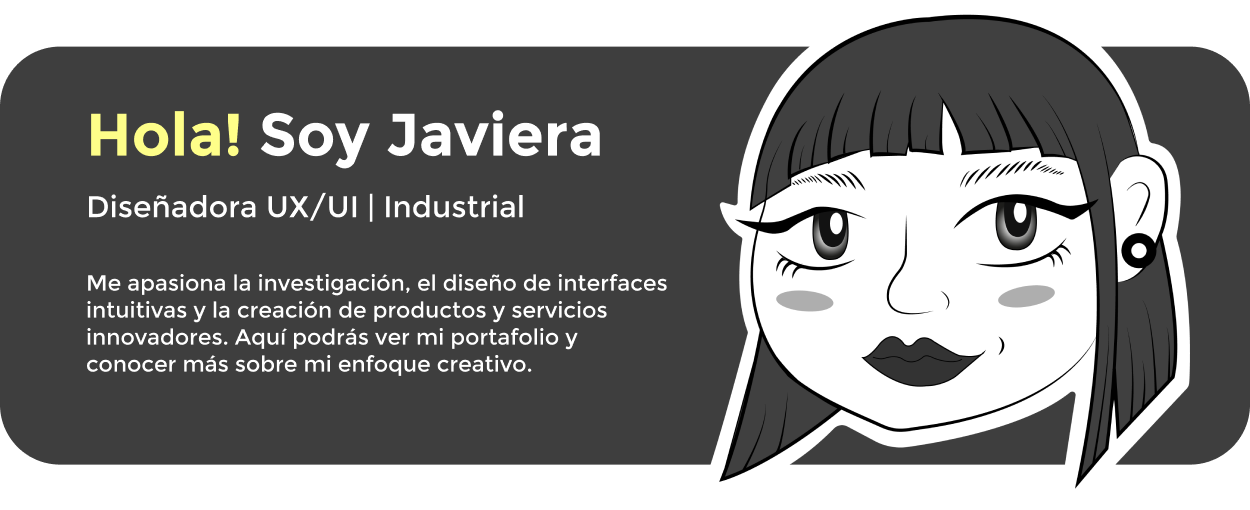 Hola! Soy Javiera
Diseñadora UX/UI | Industrial
Me apasiona la investigación, el diseño de interfaces
intuitivas y la creación de productos y servicios
innovadores. Aquí podrás ver mi portafolio y
conocer más sobre mi enfoque creativo.